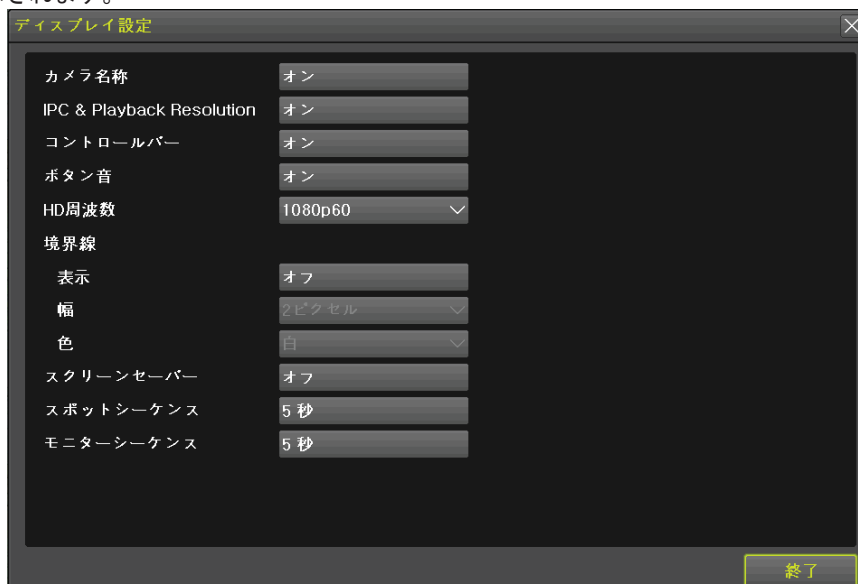 されます。
ディスプレイ設定
カメラ名称 オン
IPC & Playback Resolution オン
コントロールバー オン
ボタン音 オン
HD周波数 1080p60
境界線
表示 オフ
幅 2ピクセル
色 白
スクリーンセーバー オフ
スポットシーケンス 5 秒
モニターシーケンス 5 秒
終了